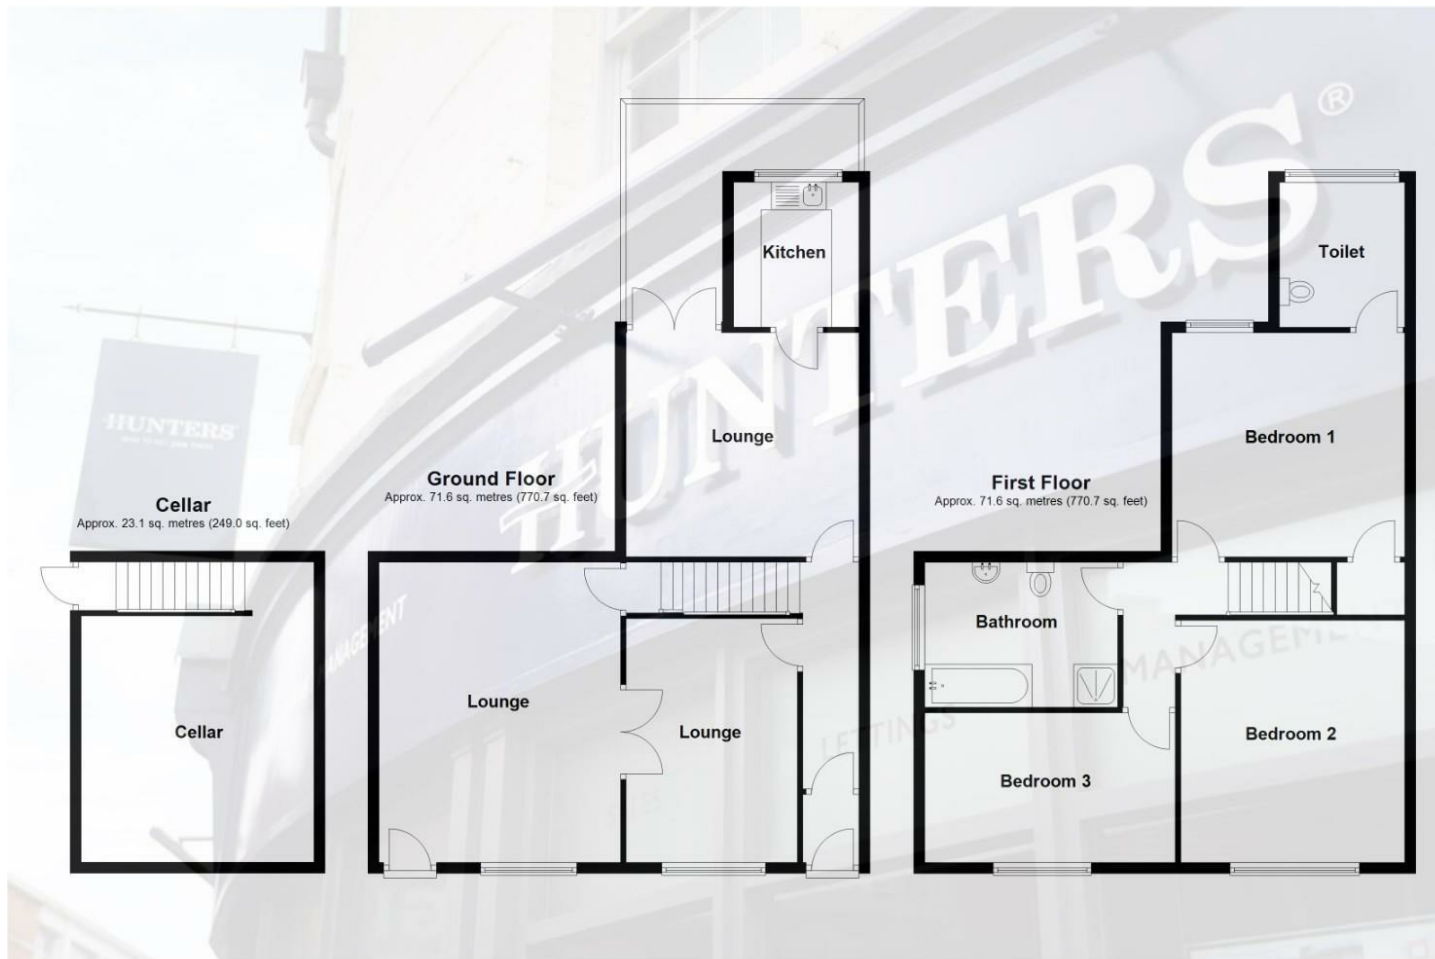 HUNTERS®
HUNTERS
Cellar
Approx. 23.1 sq. metres (249.0 sq. feet)
Cellar
Ground Floor
Approx. 71.6 sq. metres (770.7 sq. feet)
Kitchen
Lounge
Lounge
Lounge
First Floor
Approx. 71.6 sq. metres (770.7 sq. feet)
Toilet
Bedroom 1
Bathroom
Bedroom 2
Bedroom 3
MANAGEMENT
LETTINGS
MANAGEMENT